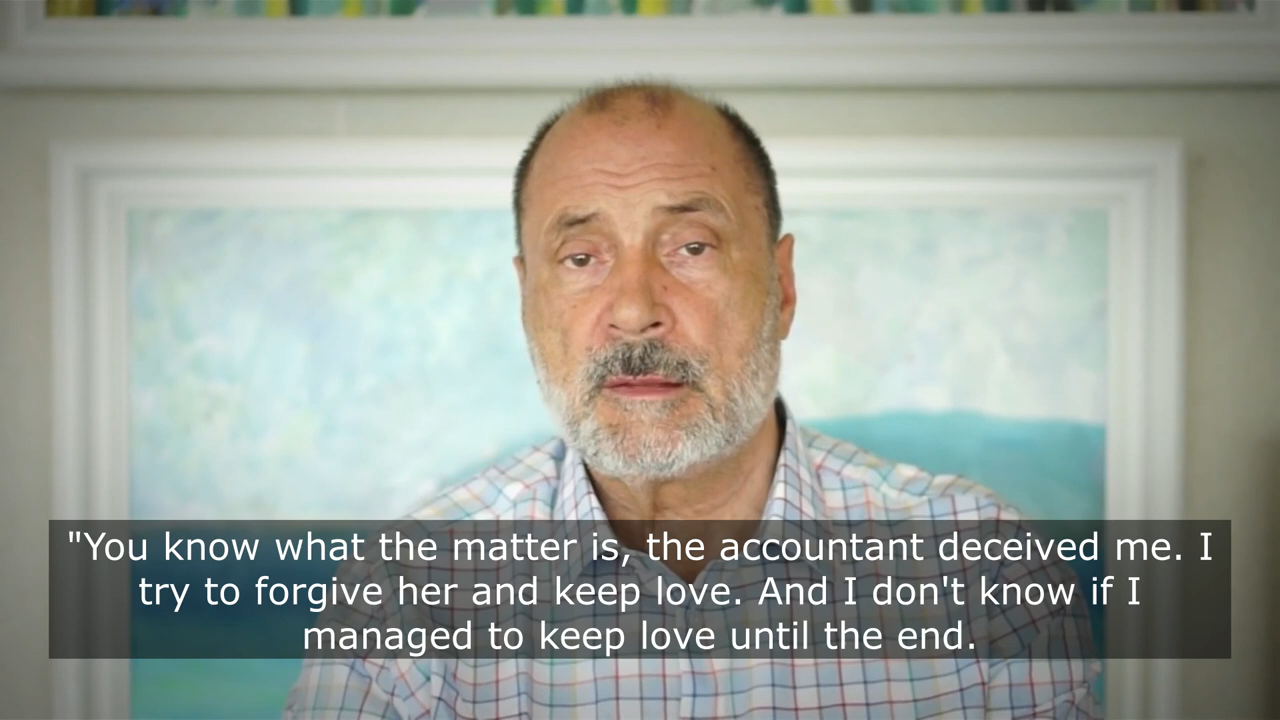 "You know what the matter is, the accountant deceived me. I
try to forgive her and keep love. And I don't know if I
managed to keep love until the end.